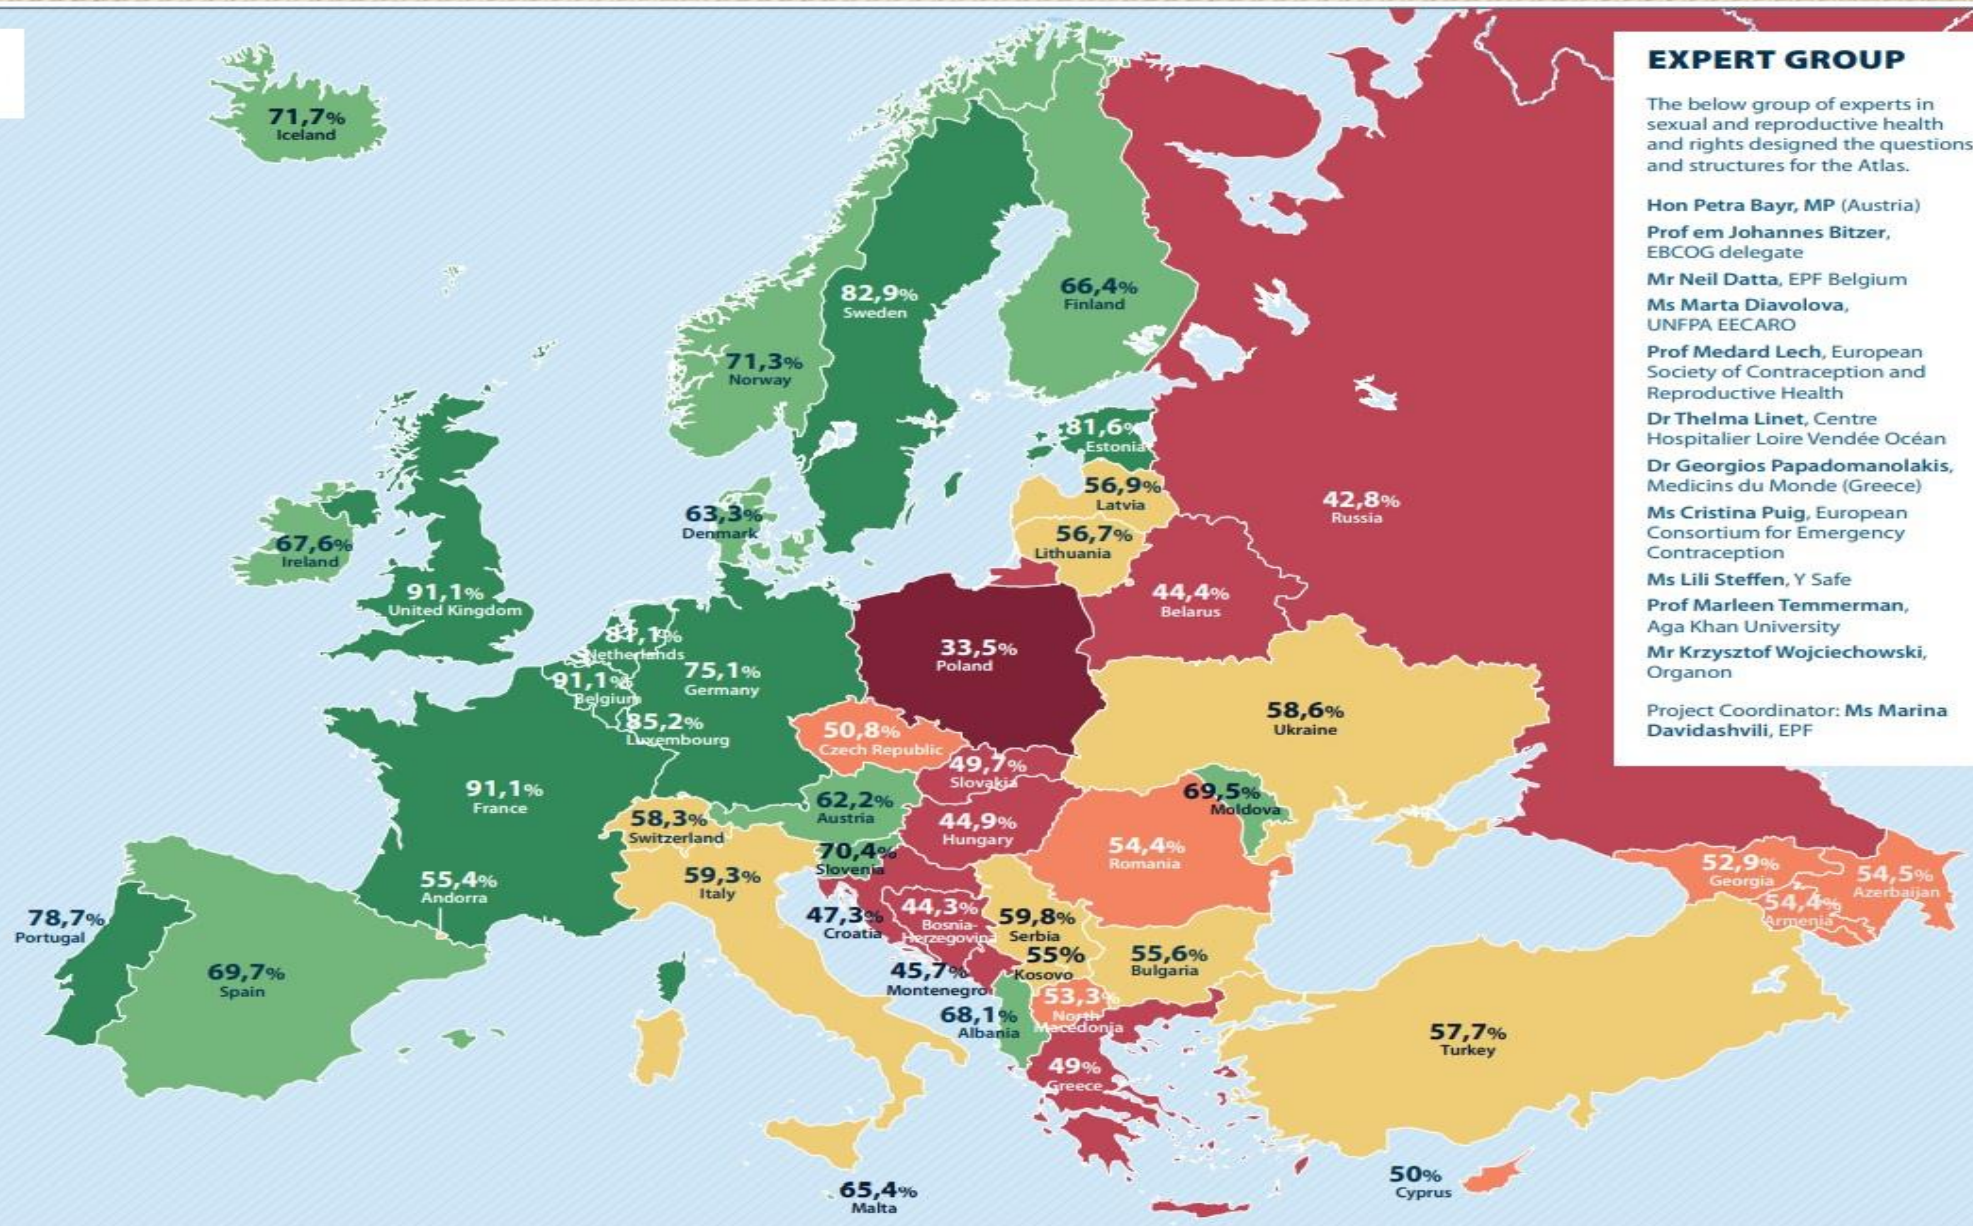 71,7%
Iceland
82,9%
Sweden
66,4%
Finland
71,3%
Norway
81,6%
Estonia
56,9%
Latvia
56,7%
Lithuania
42,8%
Russia
63,3%
Denmark
67,6%
Ireland
91,1%
United Kingdom
44,4%
Belarus
81,1%
Netherlands
33,5%
Poland
75,1%
Germany
91,1%
Belgium
85,2%
Luxembourg
50,8%
Czech Republic
58,6%
Ukraine
49,7%
Slovakia
91,1%
France
62,2%
Austria
69,5%
Moldova
58,3%
Switzerland
44,9%
Hungary
54,4%
Romania
70,4%
Slovenia
59,3%
Italy
55,4%
Andorra
52,9%
Georgia
54,5%
Azerbaijan
54,4%
Armenia
78,7%
Portugal
47,3%
Croatia
44,3%
Bosnia-
Herzegovina
59,8%
Serbia
55%
Kosovo
55,6%
Bulgaria
69,7%
Spain
45,7%
Montenegro
53,3%
North
Macedonia
68,1%
Albania
57,7%
Turkey
49%
Greece
50%
Cyprus
65,4%
Malta
EXPERT GROUP
The below group of experts in
sexual and reproductive health
and rights designed the questions
and structures for the Atlas.
Hon Petra Bayr, MP (Austria)
Prof em Johannes Bitzer,
EBCOG delegate
Mr Neil Datta, EPF Belgium
Ms Marta Diavolova,
UNFPA EECARO
Prof Medard Lech, European
Society of Contraception and
Reproductive Health
Dr Thelma Linet, Centre
Hospitalier Loire Vendée Océan
Dr Georgios Papadomanolakis,
Medicins du Monde (Greece)
Ms Cristina Puig, European
Consortium for Emergency
Contraception
Ms Lili Steffen, Y Safe
Prof Marleen Temmerman,
Aga Khan University
Mr Krzysztof Wojciechowski,
Organon
Project Coordinator: Ms Marina
Davidashvili, EPF